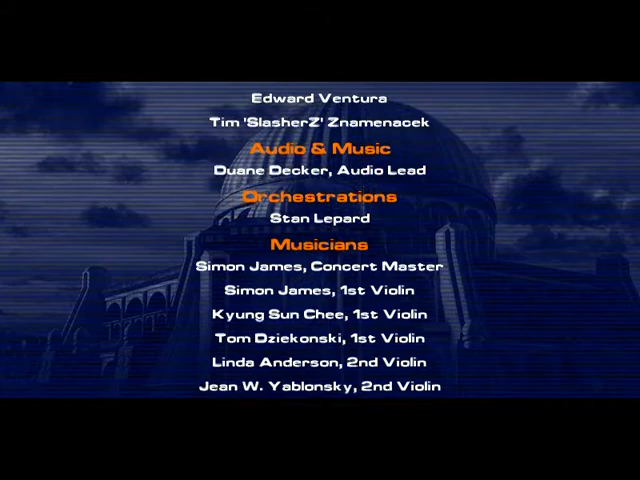 Edward Ventura
Tim 'SlasherZ' Znamenacek
Audio & Music
Duane Decker, Audio Lead
Orchestrations
Stan Lepard
Musicians
Simon James, Concert Master
Simon James, 1st Violin
Kyung Sun Chee, 1st Violin
Tom Dziekonski, 1st Violin
Linda Anderson, 2nd Violin
Jean W. Yablonsky, 2nd Violin